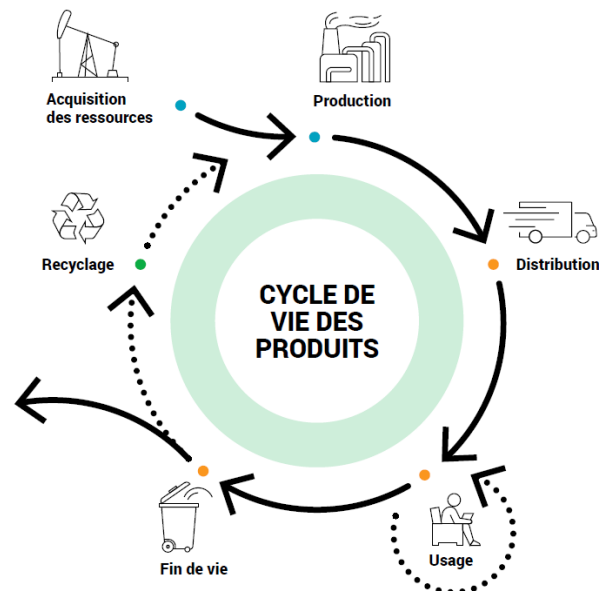 Acquisition
des ressources
Production
Recyclage
Distribution
CYCLE DE
VIE DES
PRODUITS
Fin de vie
Usage